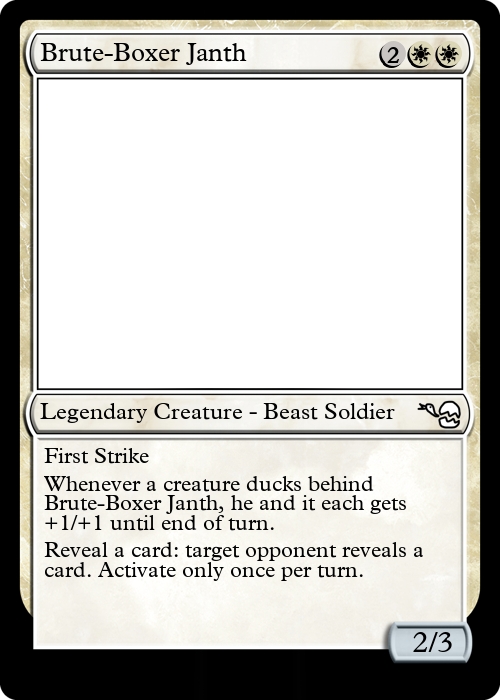 Brute-Boxer Janth 2
Legendary Creature - Beast Soldier
First Strike
Whenever a creature ducks behind
Brute-Boxer Janth, he and it each gets
+1/+1 until end of turn.
Reveal a card: target opponent reveals a
card. Activate only once per turn.
2/3